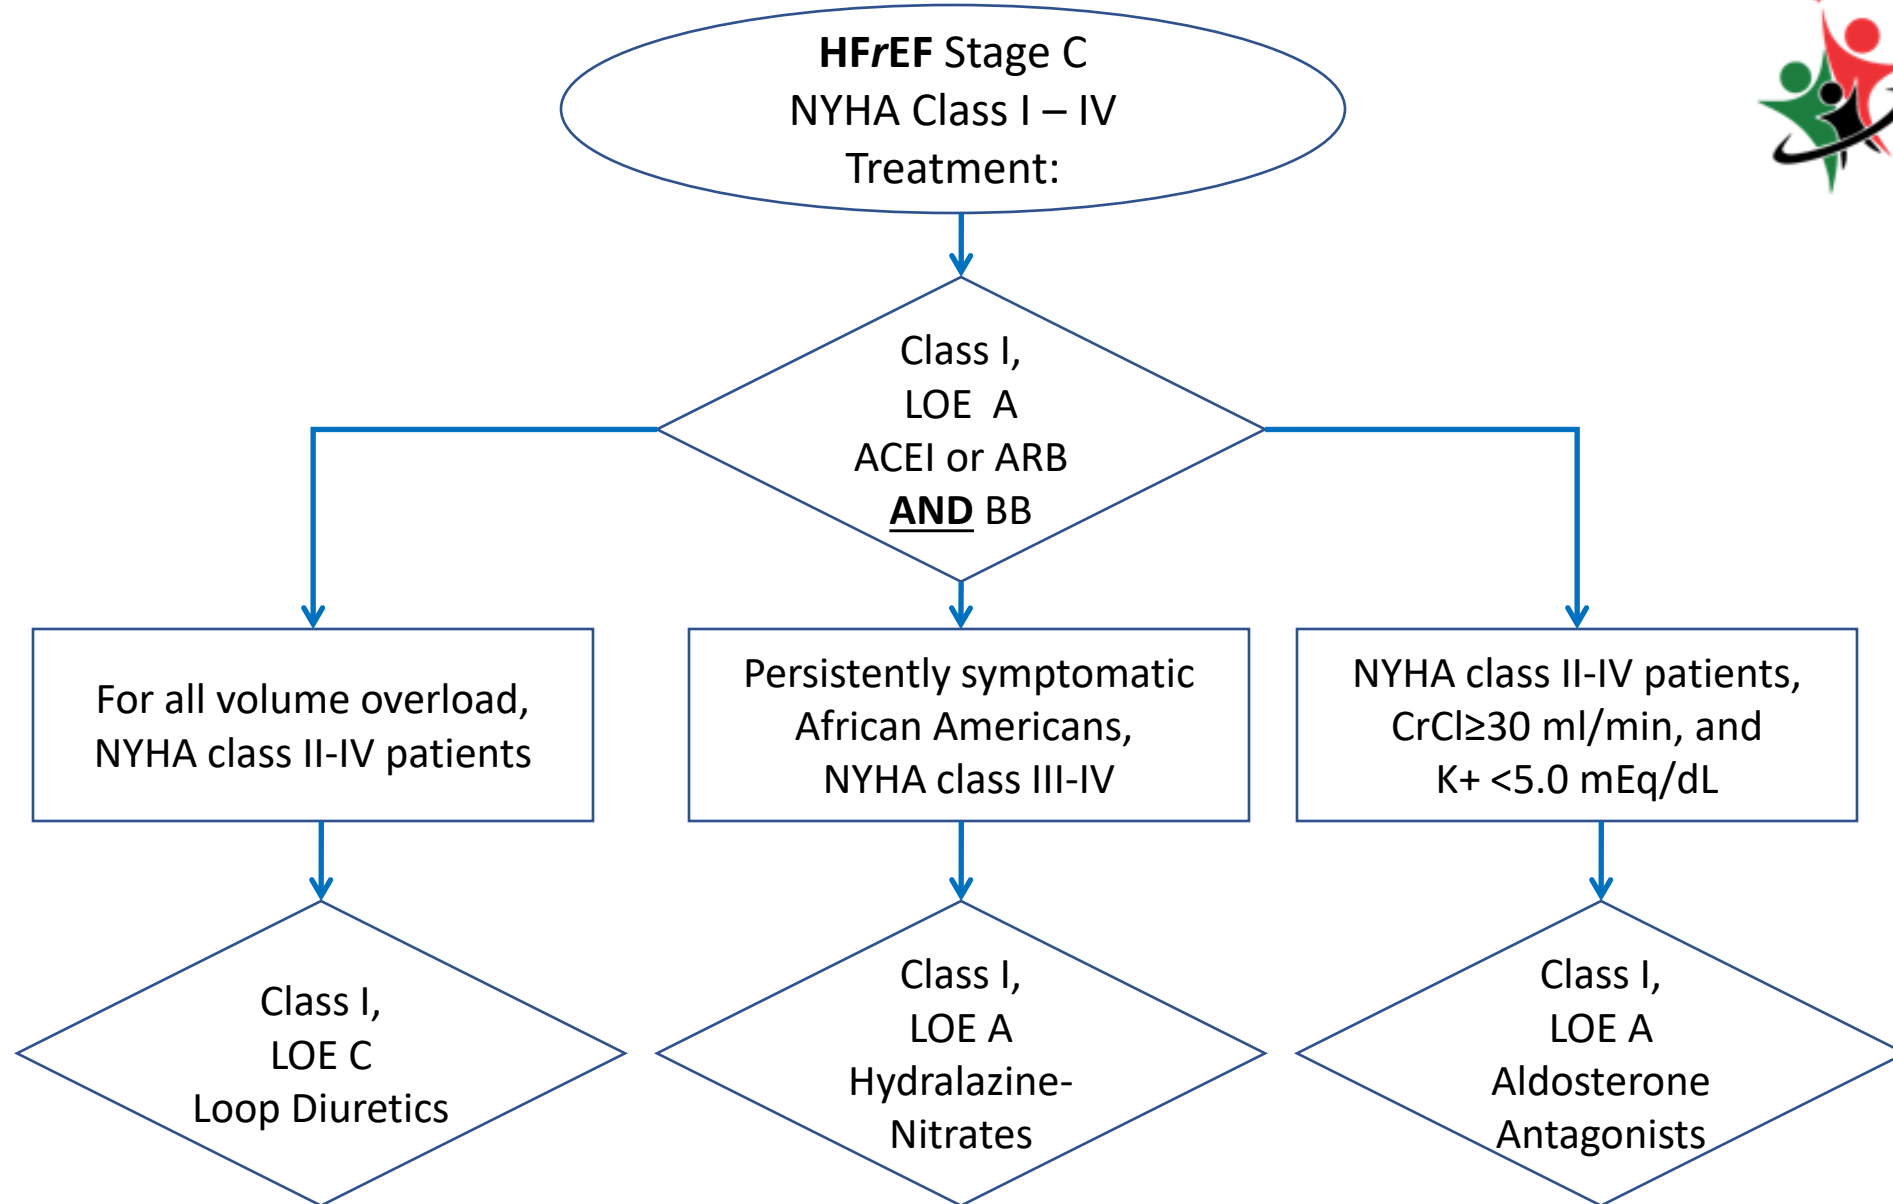 HFrEF Stage C
NYHA Class I – IV
Treatment:
Class I,
LOE A
ACEI or ARB
AND BB
For all volume overload,
NYHA class II-IV patients
Persistently symptomatic
African Americans,
NYHA class III-IV
NYHA class II-IV patients,
CrCl≥30 ml/min, and
K+ <5.0 mEq/dL
Class I,
LOE C
Loop Diuretics
Class I,
LOE A
Hydralazine-
Nitrates
Class I,
LOE A
Aldosterone
Antagonists